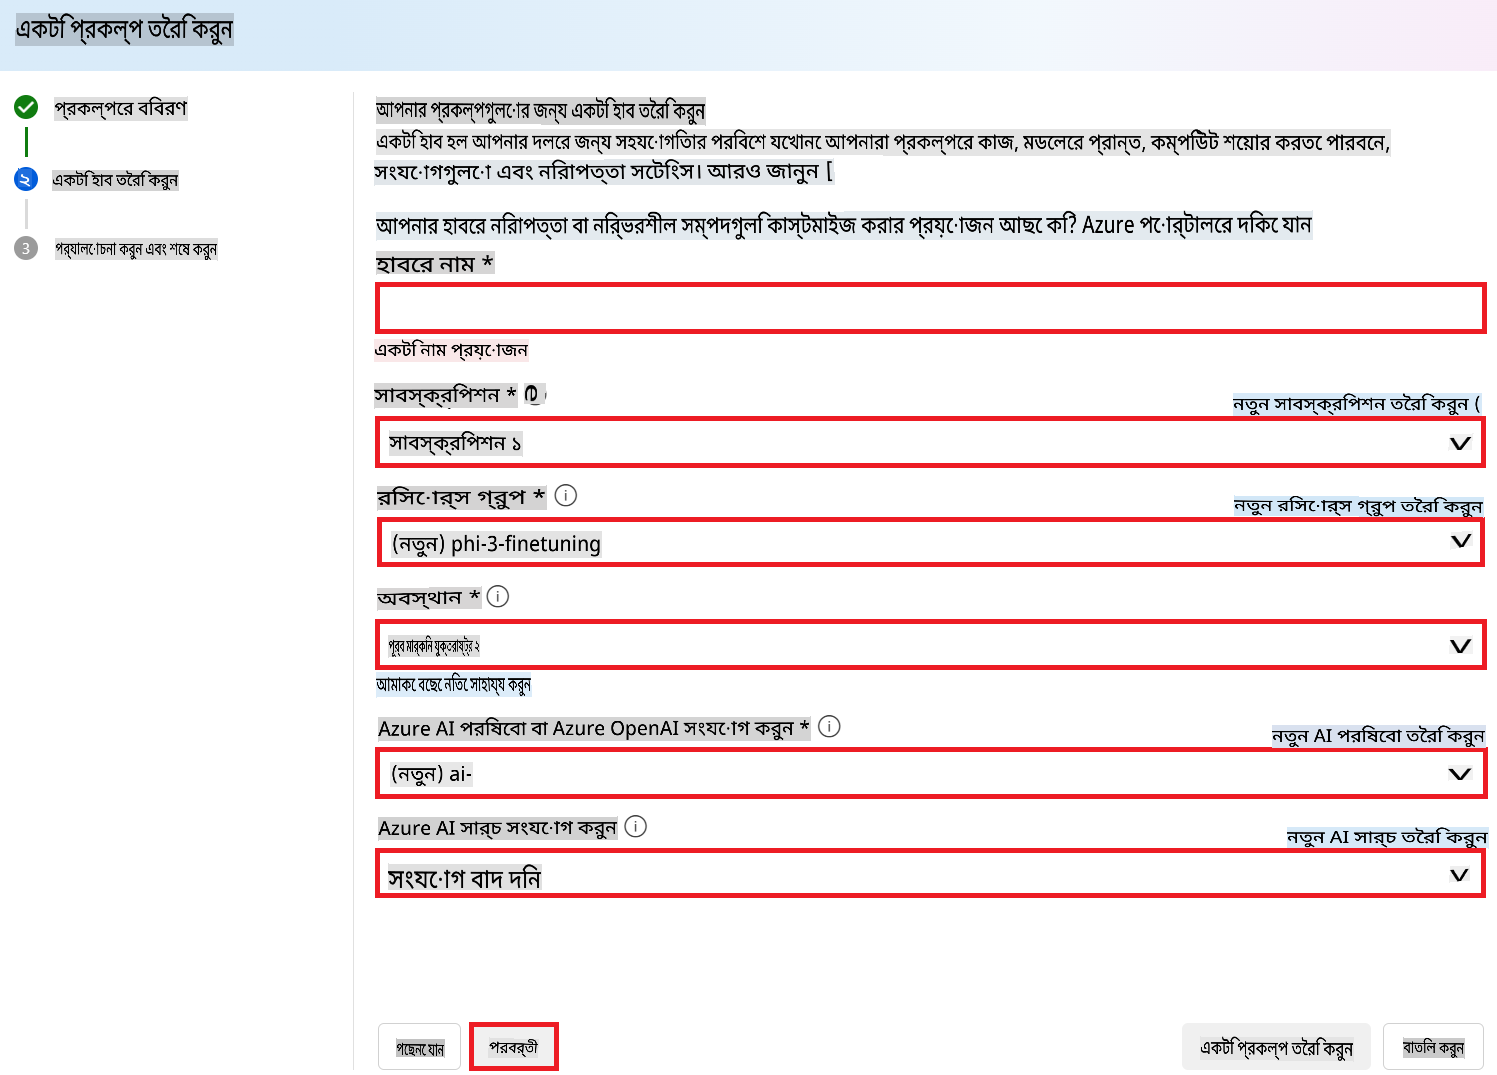 একটি প্রকল্প তৈরি করুন
প্রকল্পের বিবরণ
২ একটি হাব তৈরি করুন
3 পর্যালোচনা করুন এবং শেষ করুন
আপনার প্রকল্পগুলোর জন্য একটি হাব তৈরি করুন
একটি হাব হল আপনার দলের জন্য সহযোগিতার পরিবেশ যেখানে আপনারা প্রকল্পের কাজ, মডেলের প্রান্ত, কম্পিউট শেয়ার করতে পারবেন,
সংযোগগুলো এবং নিরাপত্তা সেটিংস। আরও জানুন [
আপনার হাবের নিরাপত্তা বা নির্ভরশীল সম্পদগুলি কাস্টমাইজ করার প্রয়োজন আছে কি? Azure পোর্টালের দিকে যান
হাবের নাম *
একটি নাম প্রয়োজন
সাবস্ক্রিপশন *
নতুন সাবস্ক্রিপশন তৈরি করুন (
সাবস্ক্রিপশন ১
রিসোর্স গ্রুপ *
নতুন রিসোর্স গ্রুপ তৈরি করুন
(নতুন) phi-3-finetuning
অবস্থান *
পূর্ব মার্কিন যুক্তরাষ্ট্র ২
আমাকে বেছে নিতে সাহায্য করুন
Azure AI পরিষেবা বা Azure OpenAI সংযোগ করুন *
নতুন AI পরিষেবা তৈরি করুন
(নতুন) ai-
Azure AI সার্চ সংযোগ করুন
নতুন AI সার্চ তৈরি করুন
সংযোগ বাদ দিন
পেছনে যান
পরবর্তী
একটি প্রকল্প তৈরি করুন
বাতিল করুন